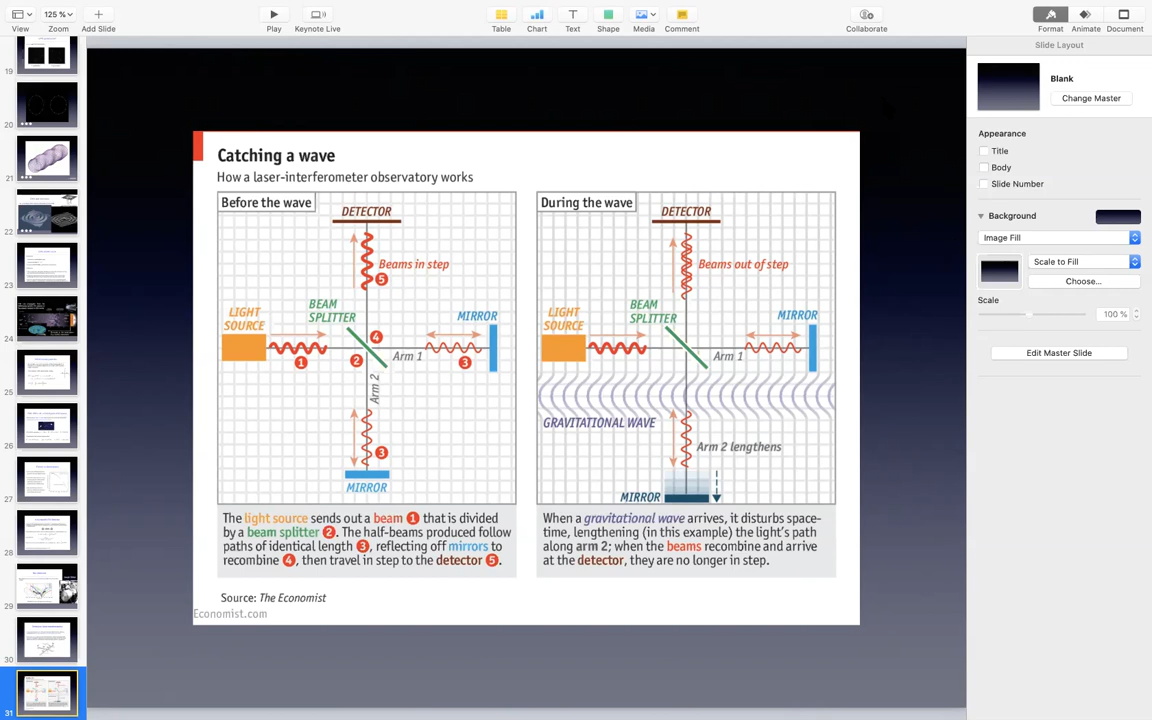 125 %
View
Zoom
Add Slide
Play
Keynote Live
Table
Chart
Text
Shape
Media
Comment
Collaborate
Format
Animate
Document
Slide Layout
Blank
Change Master
Appearance
Title
Body
Slide Number
Background
Image Fill
Scale to Fill
Choose...
Scale
100 %
Edit Master Slide
19
20
21
22
23
24
25
26
27
28
29
30
31
Catching a wave
How a laser-interferometer observatory works
Before the wave
DETECTOR
Beams in step
5
BEAM
SPLITTER
LIGHT
SOURCE
MIRROR
4
1
2
Arm 1
3
Arm 2
3
MIRROR
The light source sends out a beam 1 that is divided
by a beam splitter 2. The half-beams produced follow
paths of identical length 3, reflecting off mirrors to
recombine 4, then travel in step to the detector 5.
During the wave
DETECTOR
Beams out of step
BEAM
SPLITTER
LIGHT
SOURCE
MIRROR
Arm 1
GRAVITATIONAL WAVE
Arm 2 lengthens
MIRROR
When a gravitational wave arrives, it disturbs space-
time, lengthening (in this example) the light's path
along arm 2; when the beams recombine and arrive
at the detector, they are no longer in step.
Source: The Economist
Economist.com